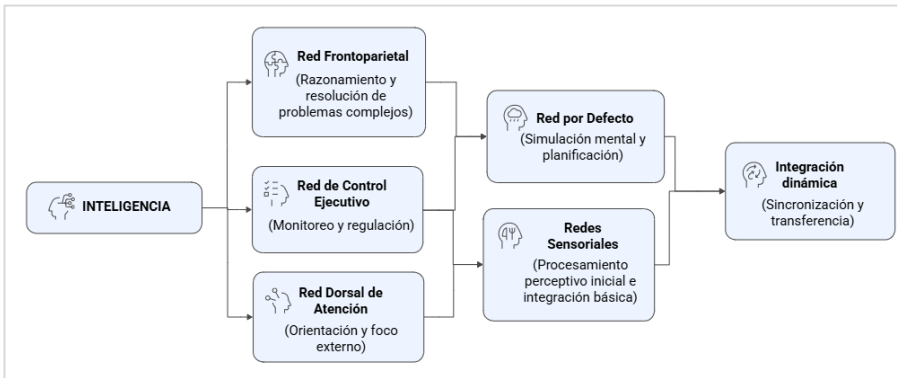 INTELIGENCIA
Red Frontoparietal
(Razonamiento y
resolución de
problemas complejos)
Red de Control
Ejecutivo
(Monitoreo y regulación)
Red Dorsal de
Atención
(Orientación y foco
externo)
Red por Defecto
(Simulación mental y
planificación)
Redes
Sensoriales
(Procesamiento
perceptivo inicial e
integración básica)
Integración
dinámica
(Sincronización y
transferencia)